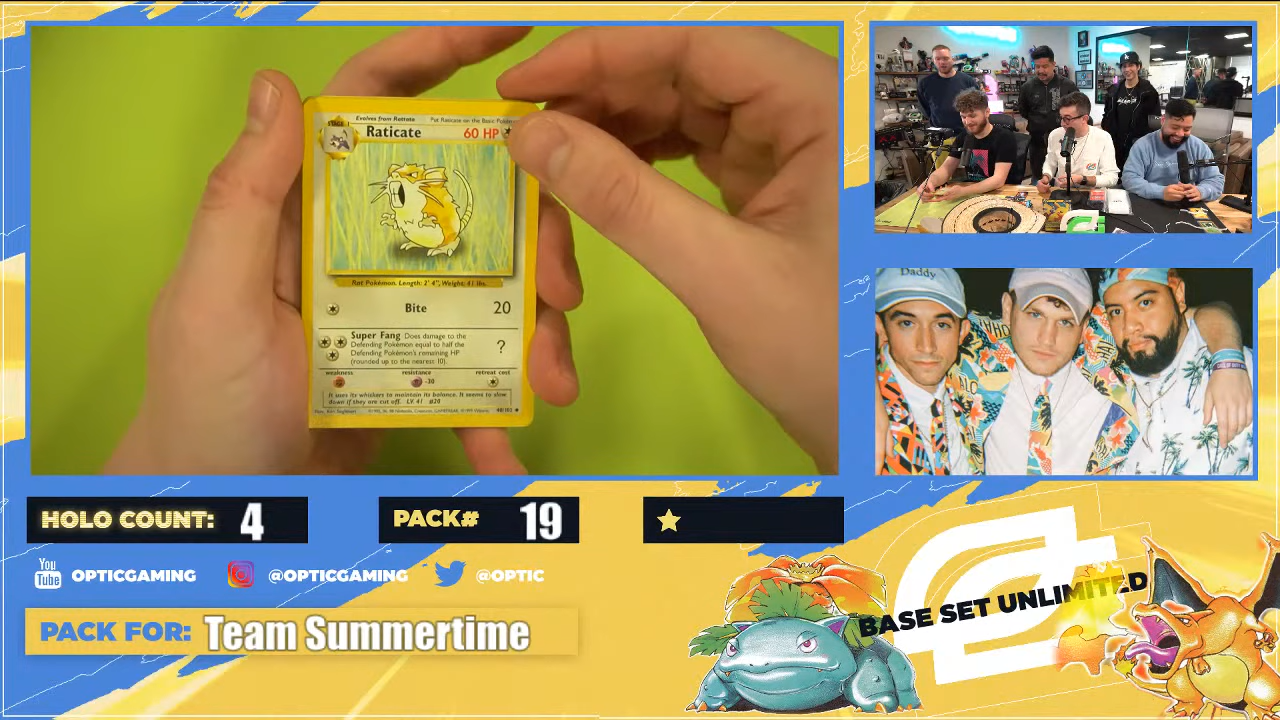 STAGE 1
Evolves from Rattata
Put Raticate on the Basic Pokémon
Raticate
60 HP
Rat Pokémon. Length: 2' 4", Weight: 41 lbs.
Bite
20
Super Fang Does damage to the
Defending Pokémon equal to half the
Defending Pokémon's remaining HP
(rounded up to the nearest 10).
?
weakness
resistance
retreat cost
-30
It uses its whiskers to maintain its balance. It seems to slow
down if they are cut off. LV. 41 #20
40/102
Daddy
HOLO COUNT:
4
PACK#
19
You
Tube
OPTICGAMING
@OPTICGAMING
@OPTIC
PACK FOR:
Team Summertime
BASE SET UNLIMITED